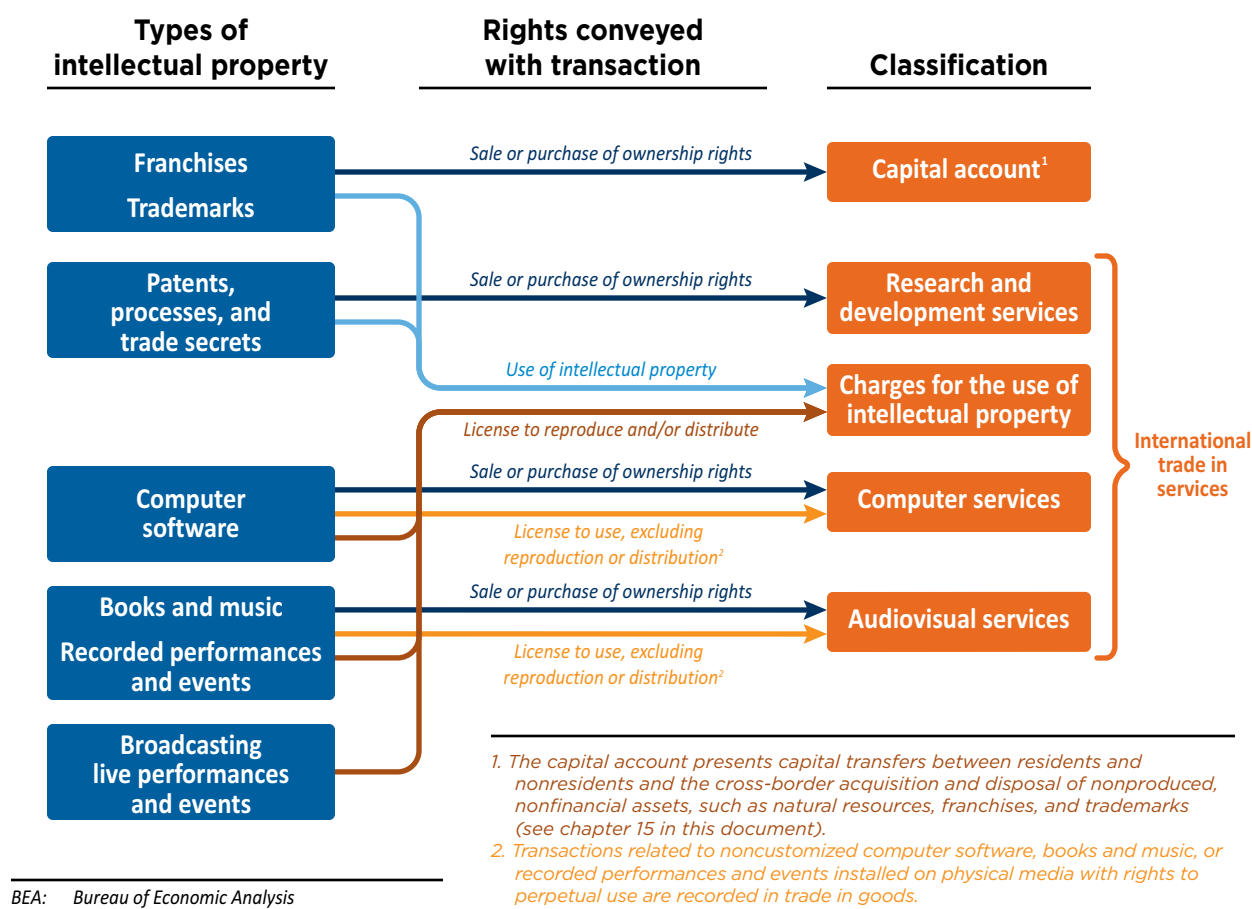 Types of
intellectual property
Rights conveyed
with transaction
Classification
Franchises
Trademarks
Sale or purchase of ownership rights
Capital account¹
Patents,
processes, and
trade secrets
Sale or purchase of ownership rights
Research and
development services
Use of intellectual property
Charges for the use of
intellectual property
License to reproduce and/or distribute
International
trade in
services
Computer
software
Sale or purchase of ownership rights
Computer services
License to use, excluding
reproduction or distribution²
Books and music
Recorded performances
and events
Sale or purchase of ownership rights
Audiovisual services
License to use, excluding
reproduction or distribution²
Broadcasting
live performances
and events
1. The capital account presents capital transfers between residents and
nonresidents and the cross-border acquisition and disposal of nonproduced,
nonfinancial assets, such as natural resources, franchises, and trademarks
(see chapter 15 in this document).
2. Transactions related to noncustomized computer software, books and music, or
recorded performances and events installed on physical media with rights to
perpetual use are recorded in trade in goods.
BEA: Bureau of Economic Analysis